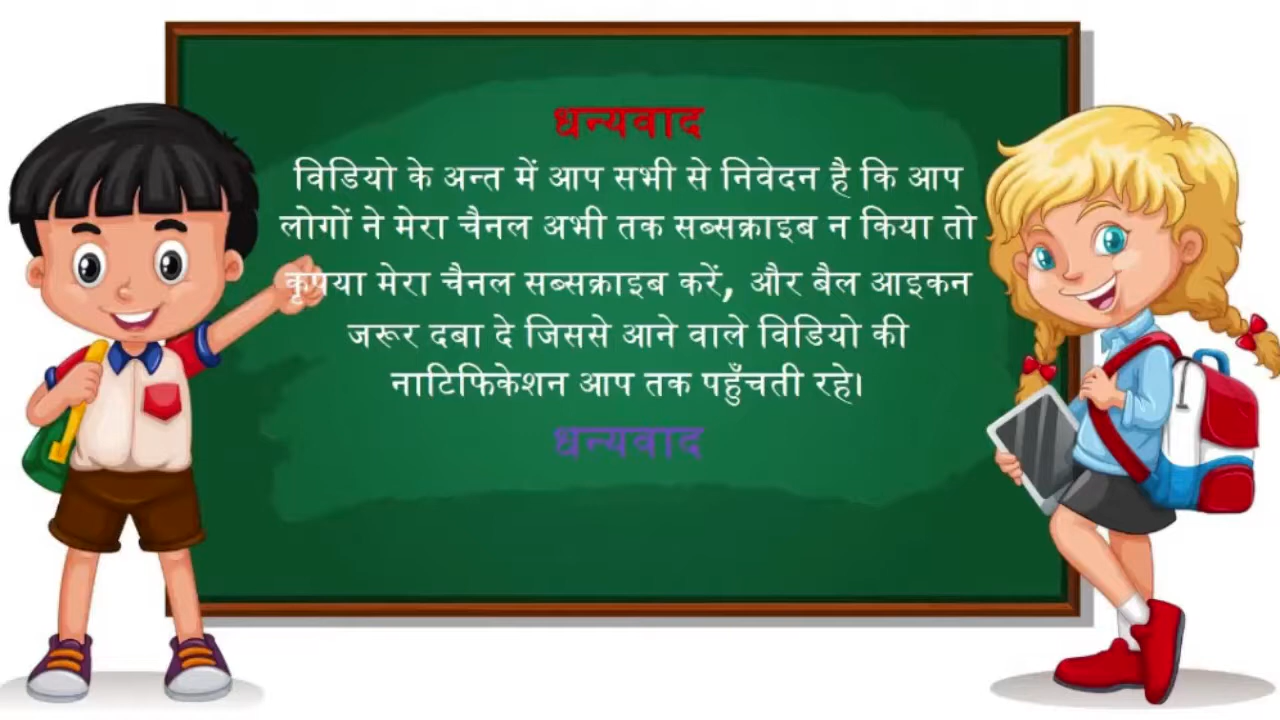 धन्यवाद
विडियो के अन्त में आप सभी से निवेदन है कि आप
लोगों ने मेरा चैनल अभी तक सब्सक्राइब न किया तो
कृपया मेरा चैनल सब्सक्राइब करें, और बैल आइकन
जरूर दबा दे जिससे आने वाले विडियो की
नाटिफिकेशन आप तक पहुँचती रहे।
धन्यवाद